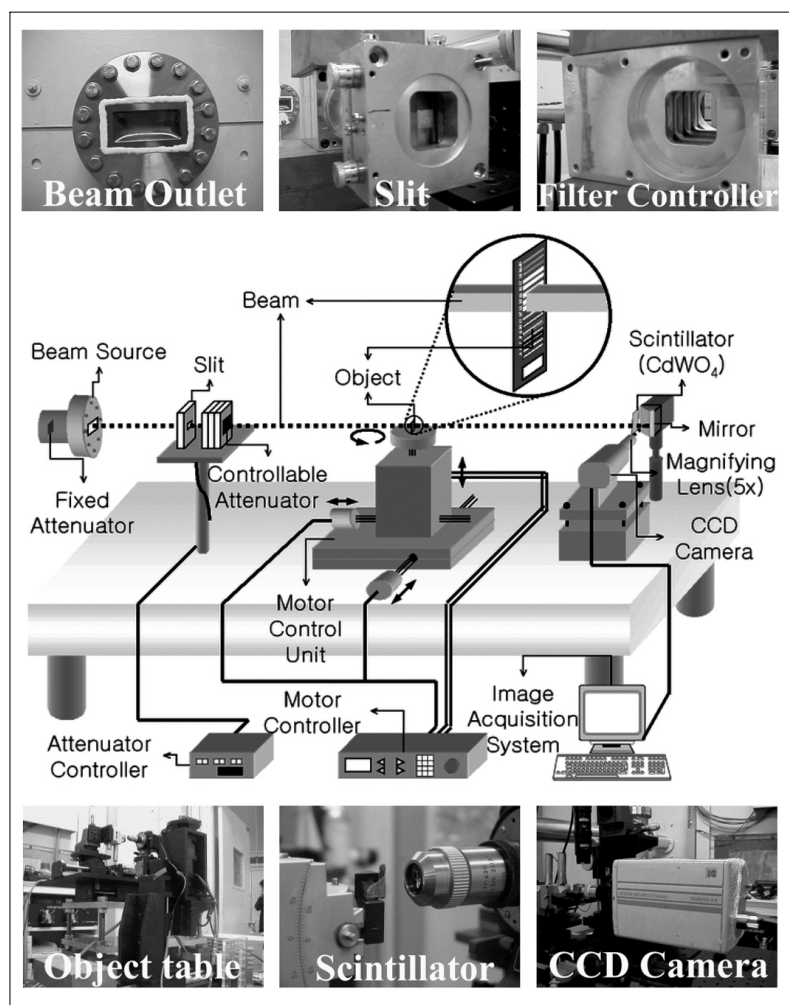 Beam Outlet
Slit
Filter Controller
Beam
Beam Source
Slit
Object
Scintillator
(CdWO₄)
Mirror
Fixed
Attenuator
Controllable
Attenuator
Magnifying
Lens(5x)
CCD
Camera
Motor
Control
Unit
Motor
Controller
Image
Acquisition
System
Attenuator
Controller
Object table
Scintillator
CCD Camera